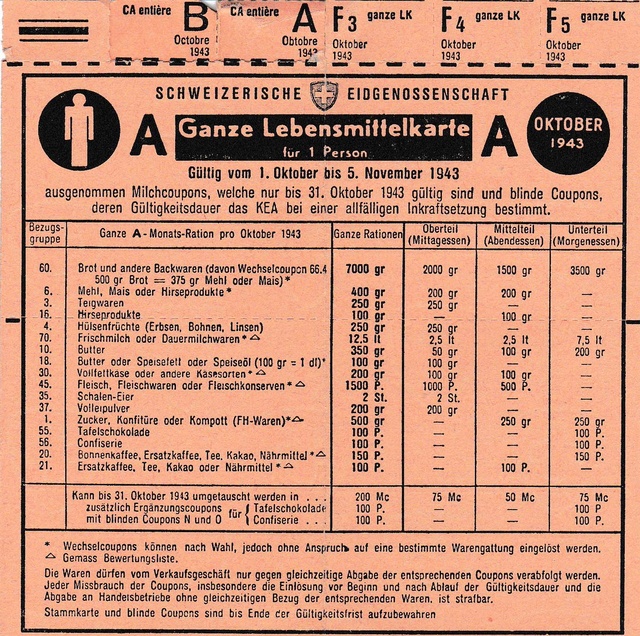 CA entière B CA entière A F3 ganze LK F4 ganze LK F5 ganze LK
Octobre 1943 Obtobre 1943 Oktober 1943 Oktober 1943 Oktober 1943
SCHWEIZERISCHE EIDGENOSSENSCHAFT
A Ganze Lebensmittelkarte A OKTOBER
für 1 Person 1943
Gültig vom 1. Oktober bis 5. November 1943
ausgenommen Milchcoupons, welche nur bis 31. Oktober 1943 gültig sind und blinde Coupons,
deren Gültigkeitsdauer das KEA bei einer allfälligen Inkraftsetzung bestimmt.
Bezugs-gruppe Ganze A-Monats-Ration pro Oktober 1943 Ganze Rationen Oberteil (Mittagessen) Mittelteil (Abendessen) Unterteil (Morgenessen)
60. Brot und andere Backwaren (davon Wechselcoupon 66.4 7000 gr 2000 gr 1500 gr 3500 gr
500 gr Brot = 375 gr Mehl oder Mais)*
6. Mehl, Mais oder Hirseprodukte* 400 gr 200 gr 200 gr —
3. Teigwaren 250 gr 250 gr — —
16. Hirseprodukte 100 gr — 100 gr —
4. Hülsenfrüchte (Erbsen, Bohnen, Linsen) 250 gr 250 gr — —
70. Frischmilch oder Dauermilchwaren*△ 12,5 lt 2,5 lt 2,5 lt 7,5 lt
10. Butter 350 gr 50 gr 100 gr 200 gr
18. Butter oder Speisefett oder Speiseöl (100 gr = 1 dl)* 100 gr 100 gr — —
30. Vollfettkäse oder andere Käsesorten*△ 200 gr 100 gr 100 gr —
45. Fleisch, Fleischwaren oder Fleischkonserven*△ 1500 P. 1000 P. 500 P. —
35. Schalen-Eier 2 St. 2 St. — —
37. Volleipulver 200 gr 200 gr — —
1. Zucker, Konfitüre oder Kompott (FH-Waren)*△ 500 gr — 250 gr 250 gr
55. Tafelschokolade 100 P. — — 100 P.
56. Confiserie 100 P. — — 100 P.
20. Bonnenkaffee, Ersatzkaffee, Tee, Kakao, Nährmittel*△ 150 P. — — 150 P.
21. Ersatzkaffee, Tee, Kakao oder Nährmittel*△ 100 P. — 100 P. —
Kann bis 31. Oktober 1943 umgetauscht werden in . . . 200 Mc 75 Mc 50 Mc 75 Mc
zusätzlich Ergänzungscoupons für { Tafelschokolade 100 P. — — 100 P
mit blinden Coupons N und O Confiserie . . . 100 P. — — 100 P.
* Wechselcoupons können nach Wahl, jedoch ohne Anspruch auf eine bestimmte Warengattung eingelöst werden.
△ Gemäss Bewertungsliste.
Die Waren dürfen vom Verkaufsgeschäft nur gegen gleichzeitige Abgabe der entsprechenden Coupons verabfolgt werden.
Jeder Missbrauch der Coupons, insbesondere die Einlösung vor Beginn und nach Ablauf der Gültigkeitsdauer und die
Abgabe an Handelsbetriebe ohne gleichzeitigen Bezug der entsprechenden Waren, ist strafbar.
Stammkarte und blinde Coupons sind bis Ende der Gültigkeitsfrist aufzubewahren